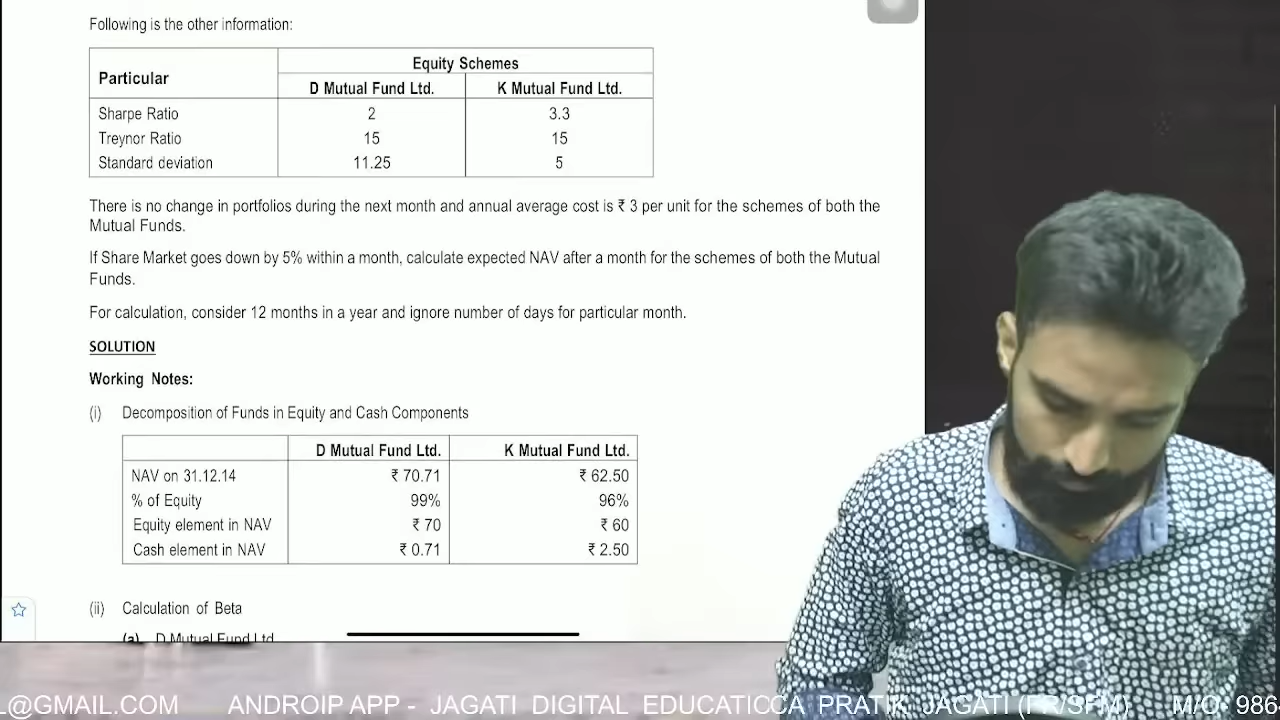 Following is the other information:
Particular Equity Schemes
D Mutual Fund Ltd. K Mutual Fund Ltd.
Sharpe Ratio 2 3.3
Treynor Ratio 15 15
Standard deviation 11.25 5
There is no change in portfolios during the next month and annual average cost is ₹ 3 per unit for the schemes of both the
Mutual Funds.
If Share Market goes down by 5% within a month, calculate expected NAV after a month for the schemes of both the Mutual
Funds.
For calculation, consider 12 months in a year and ignore number of days for particular month.
SOLUTION
Working Notes:
(i) Decomposition of Funds in Equity and Cash Components
D Mutual Fund Ltd. K Mutual Fund Ltd.
NAV on 31.12.14 ₹ 70.71 ₹ 62.50
% of Equity 99% 96%
Equity element in NAV ₹ 70 ₹ 60
Cash element in NAV ₹ 0.71 ₹ 2.50
(ii) Calculation of Beta
(a) D Mutual Fund Ltd.
L@GMAIL.COM ANDROIP APP - JAGATI DIGITAL EDUCATICCA PRATIK JAGATI (FR/SFM) M/O 986